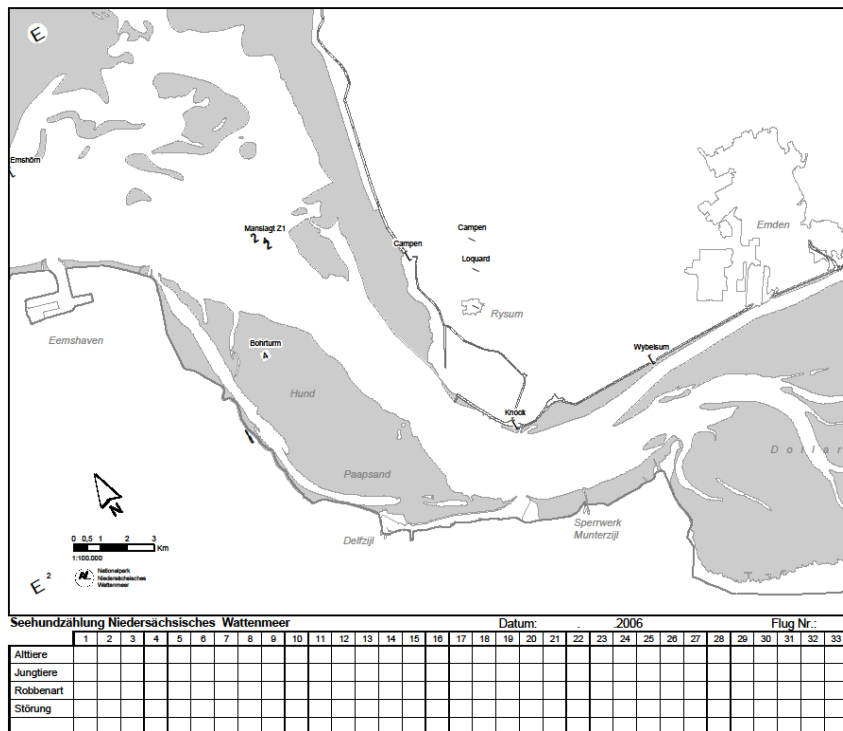 E
Emshörn
Manslagt Z1
Campen
Campen
Loquard
Rysum
Emden
Eemshaven
Bohrturm
Hund
Wybelsum
Knock
Paapsand
Dollar
Delfzijl
Sperrwerk
Munterzijl
N
0 0,5 1 2 3
Km
1:100.000
Nationalpark
Niedersächsisches
Wattenmeer
E 2
Seehundzählung Niedersächsisches Wattenmeer Datum: . .2006 Flug Nr.:
1 2 3 4 5 6 7 8 9 10 11 12 13 14 15 16 17 18 19 20 21 22 23 24 25 26 27 28 29 30 31 32 33
Alttiere
Jungtiere
Robbenart
Störung